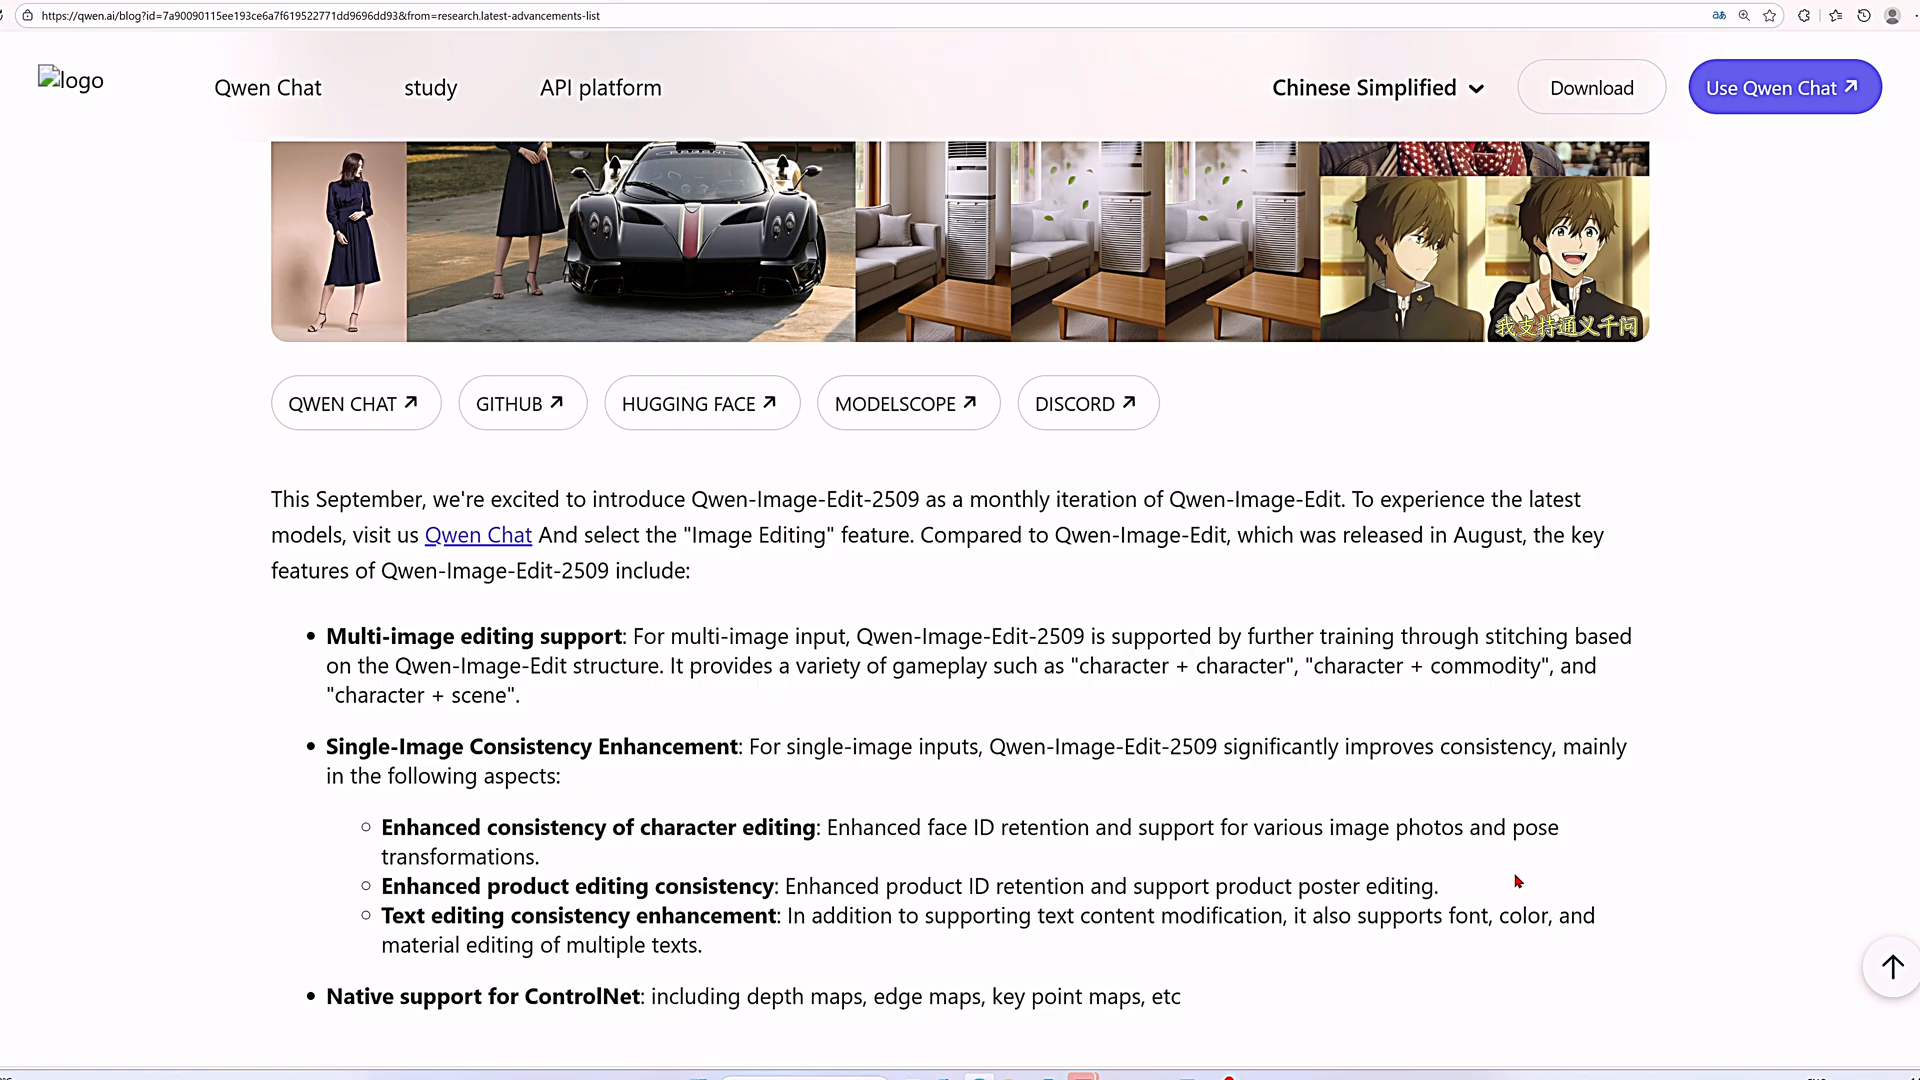 https://qwen.ai/blog?id=7a90090115ee193ce6a7f619522771dd9696dd93&from=research.latest-advancements-list
logo
Qwen Chat
study
API platform
Chinese Simplified
Download
Use Qwen Chat
我支持通义千问
QWEN CHAT
GITHUB
HUGGING FACE
MODELSCOPE
DISCORD
This September, we're excited to introduce Qwen-Image-Edit-2509 as a monthly iteration of Qwen-Image-Edit. To experience the latest
models, visit us Qwen Chat And select the "Image Editing" feature. Compared to Qwen-Image-Edit, which was released in August, the key
features of Qwen-Image-Edit-2509 include:
Multi-image editing support: For multi-image input, Qwen-Image-Edit-2509 is supported by further training through stitching based
on the Qwen-Image-Edit structure. It provides a variety of gameplay such as "character + character", "character + commodity", and
"character + scene".
Single-Image Consistency Enhancement: For single-image inputs, Qwen-Image-Edit-2509 significantly improves consistency, mainly
in the following aspects:
Enhanced consistency of character editing: Enhanced face ID retention and support for various image photos and pose
transformations.
Enhanced product editing consistency: Enhanced product ID retention and support product poster editing.
Text editing consistency enhancement: In addition to supporting text content modification, it also supports font, color, and
material editing of multiple texts.
Native support for ControlNet: including depth maps, edge maps, key point maps, etc